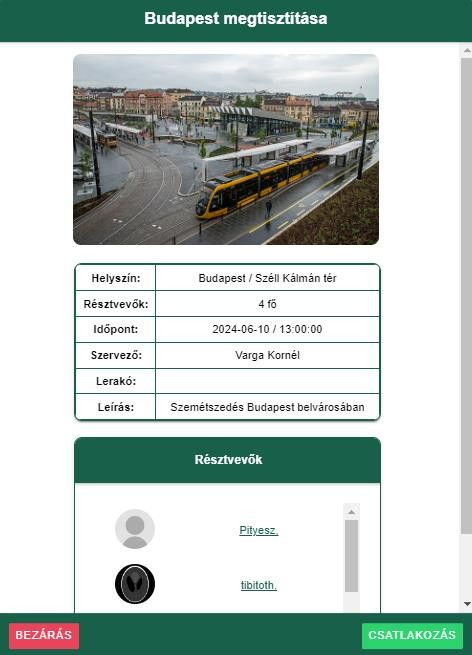 Budapest megtisztítása
Helyszín: Budapest / Széll Kálmán tér
Résztvevők: 4 fő
Időpont: 2024-06-10 / 13:00:00
Szervező: Varga Kornél
Lerakó:
Leírás: Szemétszedés Budapest belvárosában
Résztvevők
Pityesz,
tibitoth,
BEZÁRÁS CSATLAKOZÁS